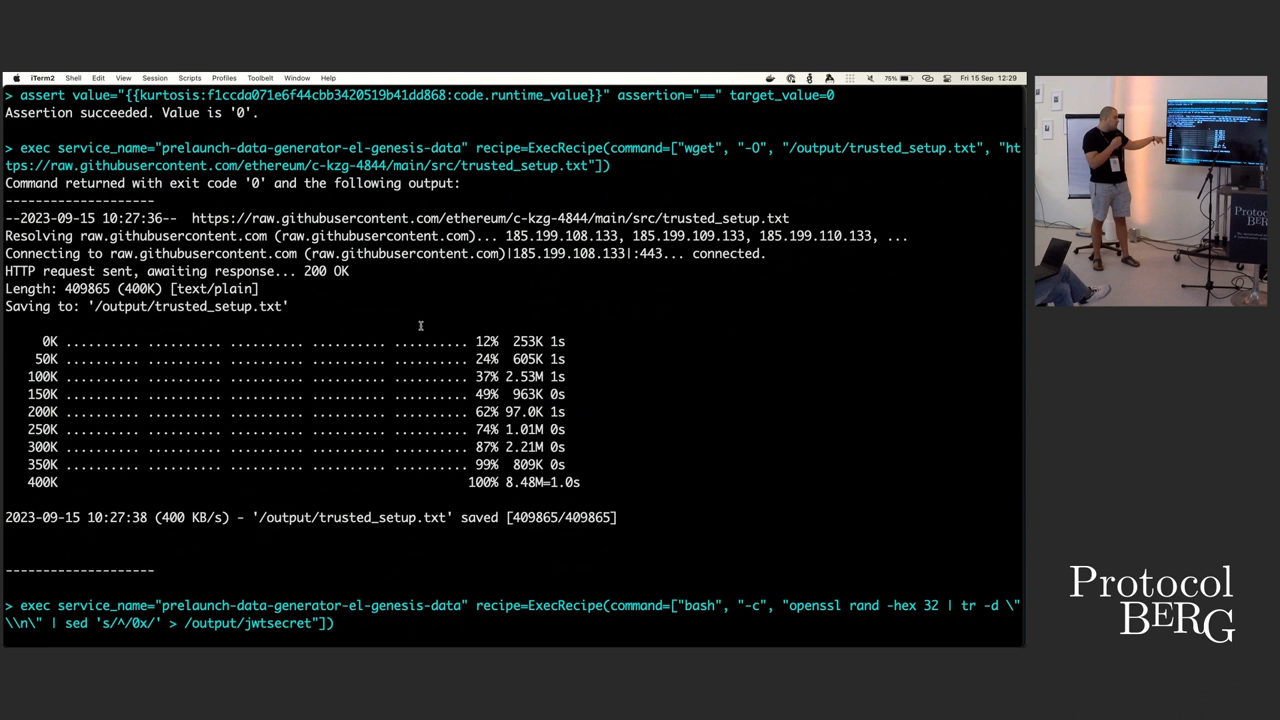 iTerm2 Shell Edit View Session Scripts Profiles Toolbelt Window Help 75% Fri 15 Sep 12:29
> assert value="{{kurtosis:f1ccda071e6f44cbb3420519b41dd868:code.runtime_value}}" assertion="==" target_value=0
Assertion succeeded. Value is '0'.
> exec service_name="prelaunch-data-generator-el-genesis-data" recipe=ExecRecipe(command=["wget", "-O", "/output/trusted_setup.txt", "ht
tps://raw.githubusercontent.com/ethereum/c-kzg-4844/main/src/trusted_setup.txt"])
Command returned with exit code '0' and the following output:
--------------------
--2023-09-15 10:27:36-- https://raw.githubusercontent.com/ethereum/c-kzg-4844/main/src/trusted_setup.txt
Resolving raw.githubusercontent.com (raw.githubusercontent.com)... 185.199.108.133, 185.199.109.133, 185.199.110.133, ...
Connecting to raw.githubusercontent.com (raw.githubusercontent.com)|185.199.108.133|:443... connected.
HTTP request sent, awaiting response... 200 OK
Length: 409865 (400K) [text/plain]
Saving to: '/output/trusted_setup.txt'
0K .......... .......... .......... .......... .......... 12% 253K 1s
50K .......... .......... .......... .......... .......... 24% 605K 1s
100K .......... .......... .......... .......... .......... 37% 2.53M 1s
150K .......... .......... .......... .......... .......... 49% 963K 0s
200K .......... .......... .......... .......... .......... 62% 97.0K 1s
250K .......... .......... .......... .......... .......... 74% 1.01M 0s
300K .......... .......... .......... .......... .......... 87% 2.21M 0s
350K .......... .......... .......... .......... .......... 99% 809K 0s
400K 100% 8.48M=1.0s
2023-09-15 10:27:38 (400 KB/s) - '/output/trusted_setup.txt' saved [409865/409865]
--------------------
> exec service_name="prelaunch-data-generator-el-genesis-data" recipe=ExecRecipe(command=["bash", "-c", "openssl rand -hex 32 | tr -d \"
\\n\" | sed 's/^/0x/' > /output/jwtsecret"])
Protocol
BERG